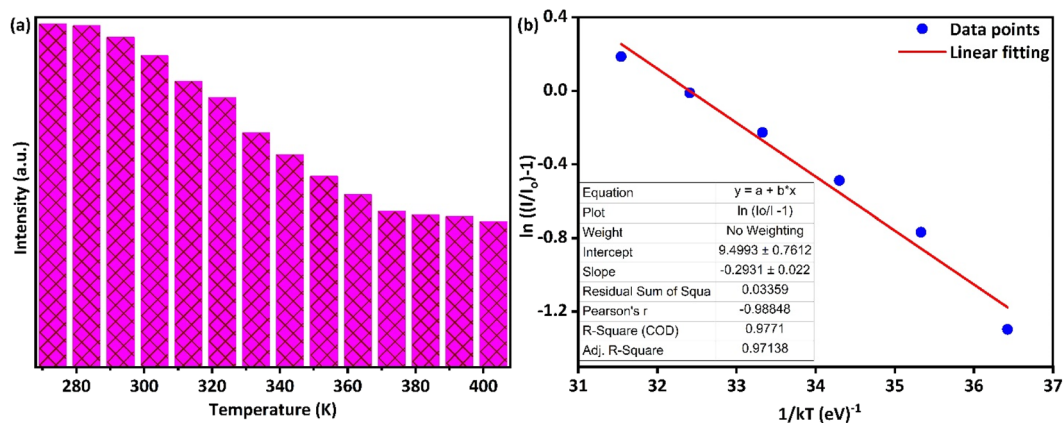 (a)
Intensity (a.u.)
280 300 320 340 360 380 400
Temperature (K)
(b)
Data points
Linear fitting
ln ((I/Iₒ)-1)
0.4
0.0
-0.4
-0.8
-1.2
Equation y = a + b*x
Plot ln (Io/I -1)
Weight No Weighting
Intercept 9.4993 ± 0.7612
Slope -0.2931 ± 0.022
Residual Sum of Squa 0.03359
Pearson's r -0.98848
R-Square (COD) 0.9771
Adj. R-Square 0.97138
31 32 33 34 35 36 37
1/kT (eV)⁻¹